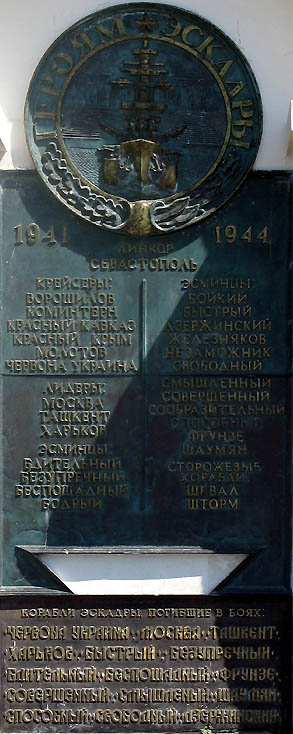 ГЕРОЯМ ЭСКАДРЫ
1941 1944
ЛИНКОР
СЕВАСТОПОЛЬ
КРЕЙСЕРЫ:
ВОРОШИЛОВ
КОМИНТЕРН
КРАСНЫЙ КАВКАЗ
КРАСНЫЙ КРЫМ
МОЛОТОВ
ЧЕРВОНА УКРАИНА
ЛИДЕРЫ:
МОСКВА
ТАШКЕНТ
ХАРЬКОВ
ЭСМИНЦЫ:
БДИТЕЛЬНЫЙ
БЕЗУПРЕЧНЫЙ
БЕСПОЩАДНЫЙ
БОДРЫЙ
ЭСМИНЦЫ:
БОЙКИЙ
БЫСТРЫЙ
ДЗЕРЖИНСКИЙ
ЖЕЛЕЗНЯКОВ
НЕЗАМОЖНИК
СВОБОДНЫЙ
СМЫШЛЕННЫЙ
СОВЕРШЕННЫЙ
СООБРАЗИТЕЛЬНЫЙ
СПОСОБНЫЙ
ФРУНЗЕ
ШАУМЯН
СТОРОЖЕВЫЕ
КОРАБЛИ
ШКВАЛ
ШТОРМ
КОРАБЛИ ЭСКАДРЫ, ПОГИБШИЕ В БОЯХ:
ЧЕРВОНА УКРАИНА, МОСКВА, ТАШКЕНТ,
ХАРЬКОВ, БЫСТРЫЙ, БЕЗУПРЕЧНЫЙ,
БДИТЕЛЬНЫЙ, БЕСПОЩАДНЫЙ, ФРУНЗЕ,
СОВЕРШЕННЫЙ, СМЫШЛЕНЫЙ, ШАУМЯН,
СПОСОБНЫЙ, СВОБОДНЫЙ, ДЗЕРЖИНСКИЙ